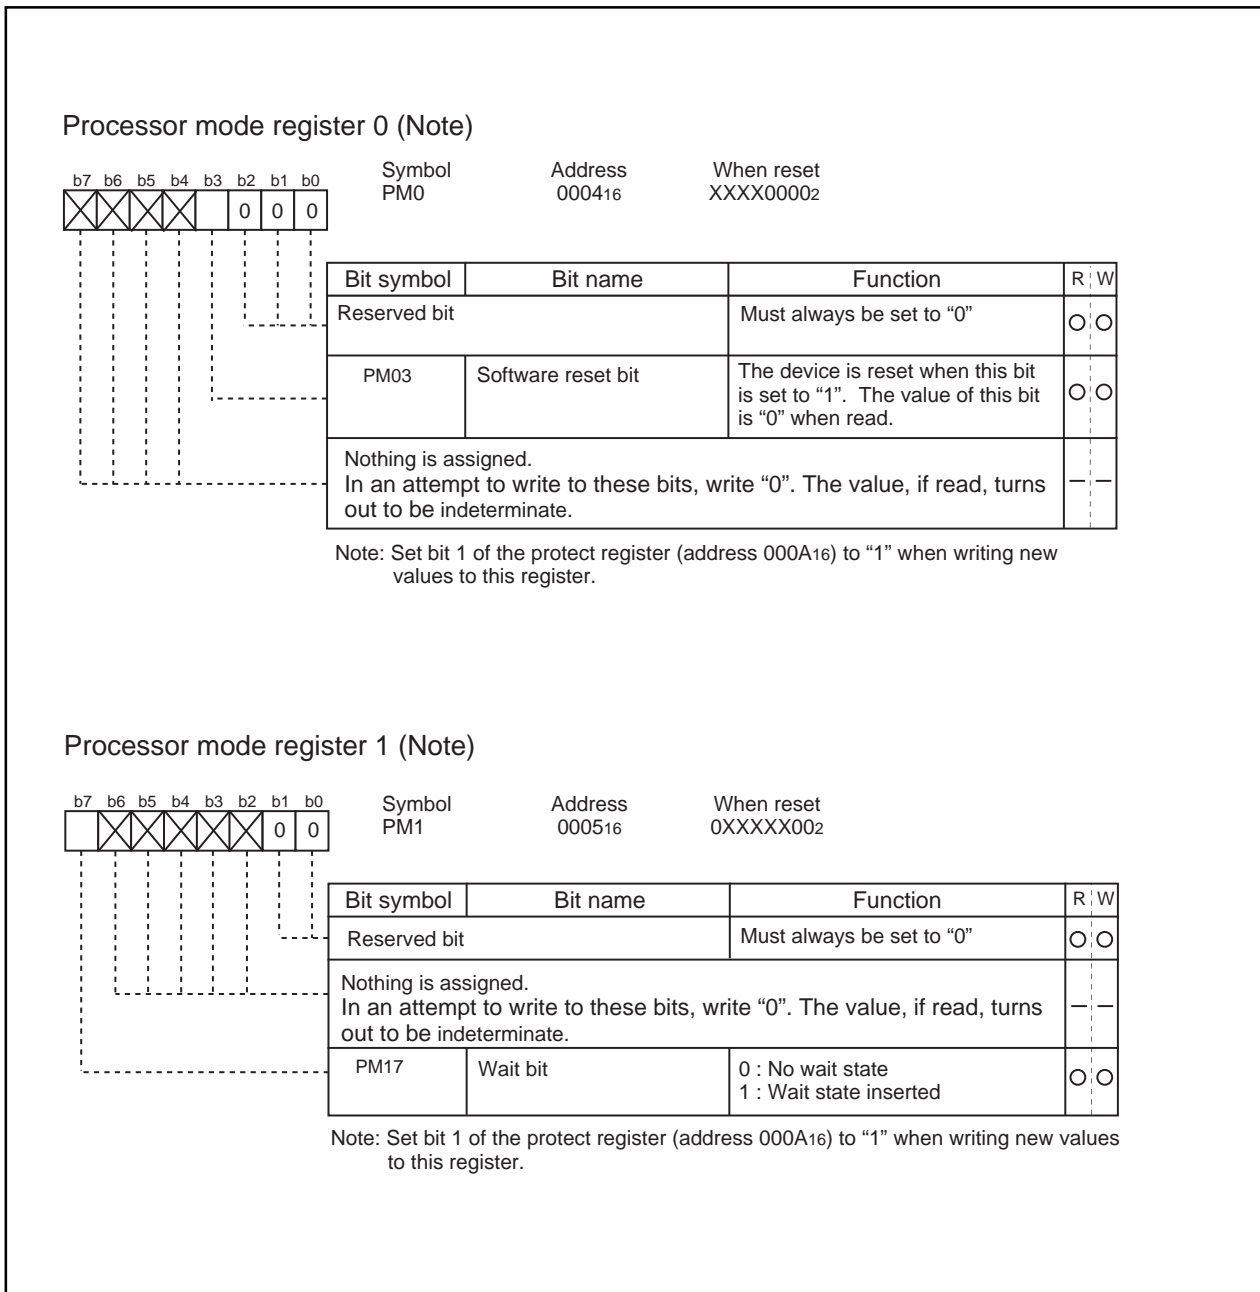 Processor mode register 0 (Note)
Symbol Address When reset
PM0 000416 XXXX00002
b7 b6 b5 b4 b3 b2 b1 b0
0 0 0
Bit symbol Bit name Function R W
Reserved bit Must always be set to “0”
PM03 Software reset bit The device is reset when this bit
is set to “1”. The value of this bit
is “0” when read.
Nothing is assigned.
In an attempt to write to these bits, write “0”. The value, if read, turns
out to be indeterminate.
Note: Set bit 1 of the protect register (address 000A16) to “1” when writing new
values to this register.
Processor mode register 1 (Note)
Symbol Address When reset
PM1 000516 0XXXXX002
b7 b6 b5 b4 b3 b2 b1 b0
0 0
Bit symbol Bit name Function R W
Reserved bit Must always be set to “0”
Nothing is assigned.
In an attempt to write to these bits, write “0”. The value, if read, turns
out to be indeterminate.
PM17 Wait bit 0 : No wait state
1 : Wait state inserted
Note: Set bit 1 of the protect register (address 000A16) to “1” when writing new values
to this register.